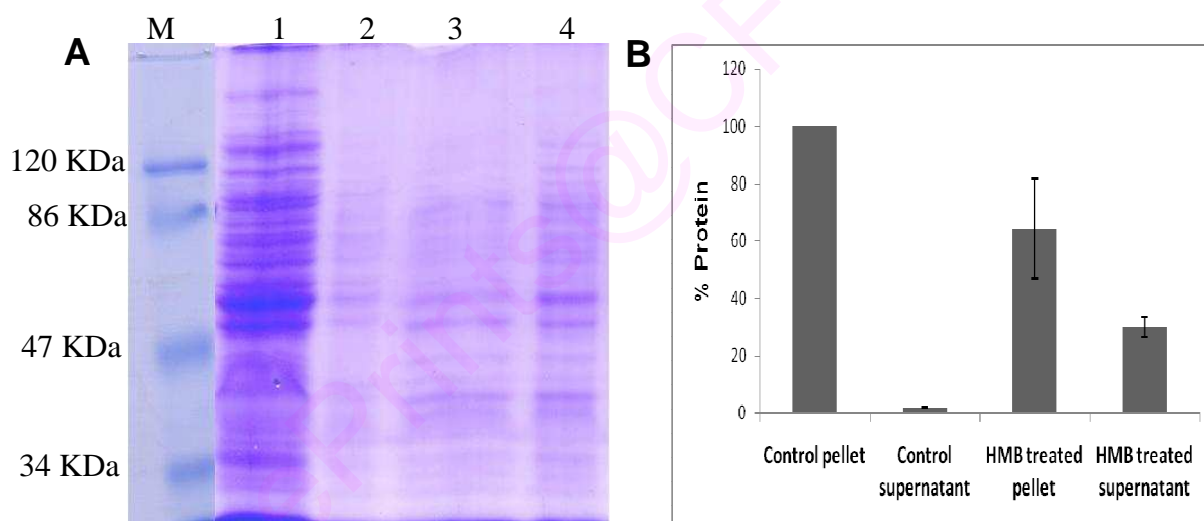 A
M 1 2 3 4
120 KDa
86 KDa
47 KDa
34 KDa
B
% Protein
120
100
80
60
40
20
0
Control pellet
Control
supernatant
HMB treated
pellet
HMB treated
supernatant